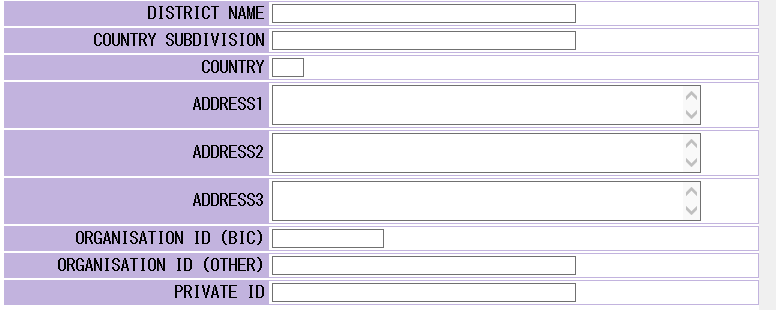 DISTRICT NAME
COUNTRY SUBDIVISION
COUNTRY
ADDRESS1
ADDRESS2
ADDRESS3
ORGANISATION ID (BIC)
ORGANISATION ID (OTHER)
PRIVATE ID